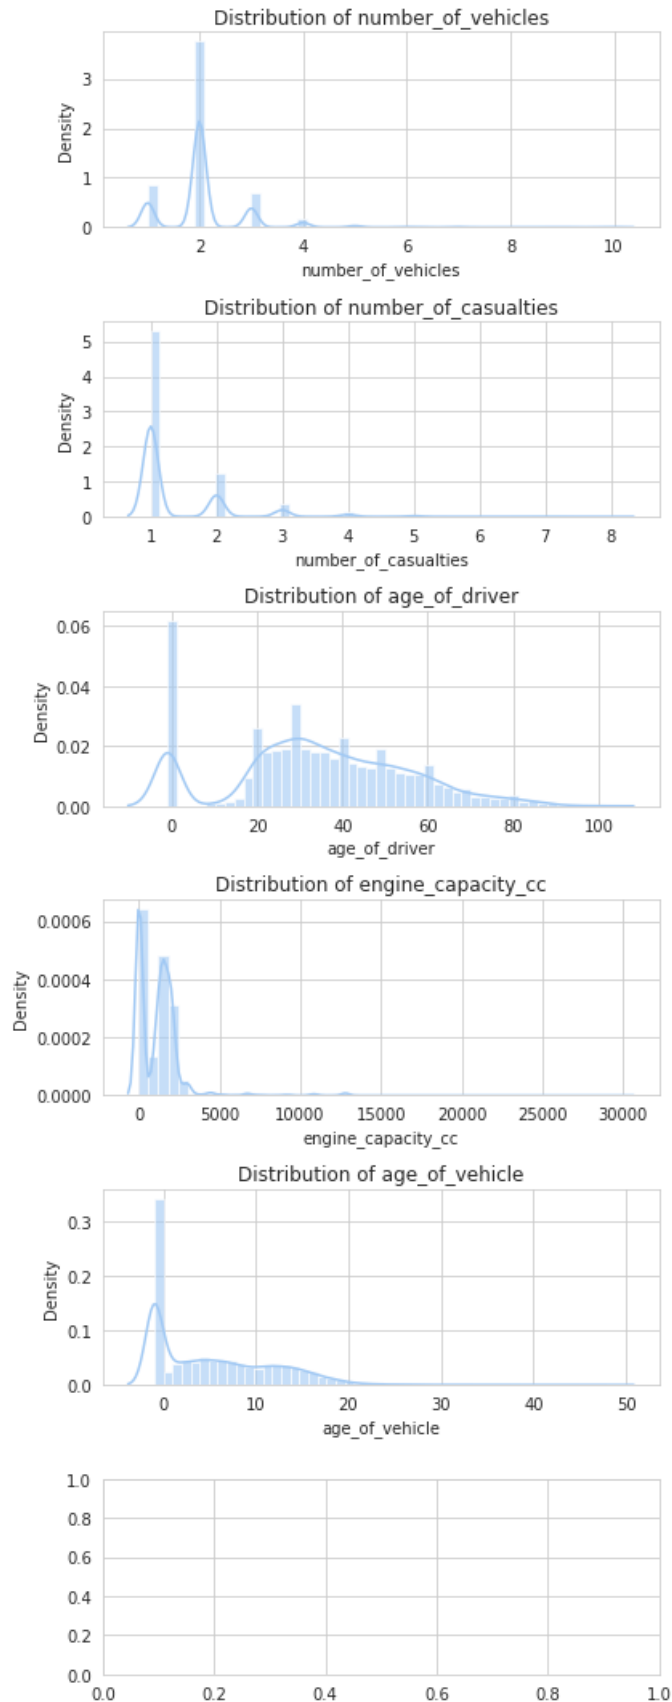 Distribution of number_of_vehicles
3
2
1
0
Density
2 4 6 8 10
number_of_vehicles
Distribution of number_of_casualties
5
4
3
2
1
0
Density
1 2 3 4 5 6 7 8
number_of_casualties
Distribution of age_of_driver
0.06
0.04
0.02
0.00
Density
0 20 40 60 80 100
age_of_driver
Distribution of engine_capacity_cc
0.0006
0.0004
0.0002
0.0000
Density
0 5000 10000 15000 20000 25000 30000
engine_capacity_cc
Distribution of age_of_vehicle
0.3
0.2
0.1
0.0
Density
0 10 20 30 40 50
age_of_vehicle
1.0
0.8
0.6
0.4
0.2
0.0
0.0 0.2 0.4 0.6 0.8 1.0